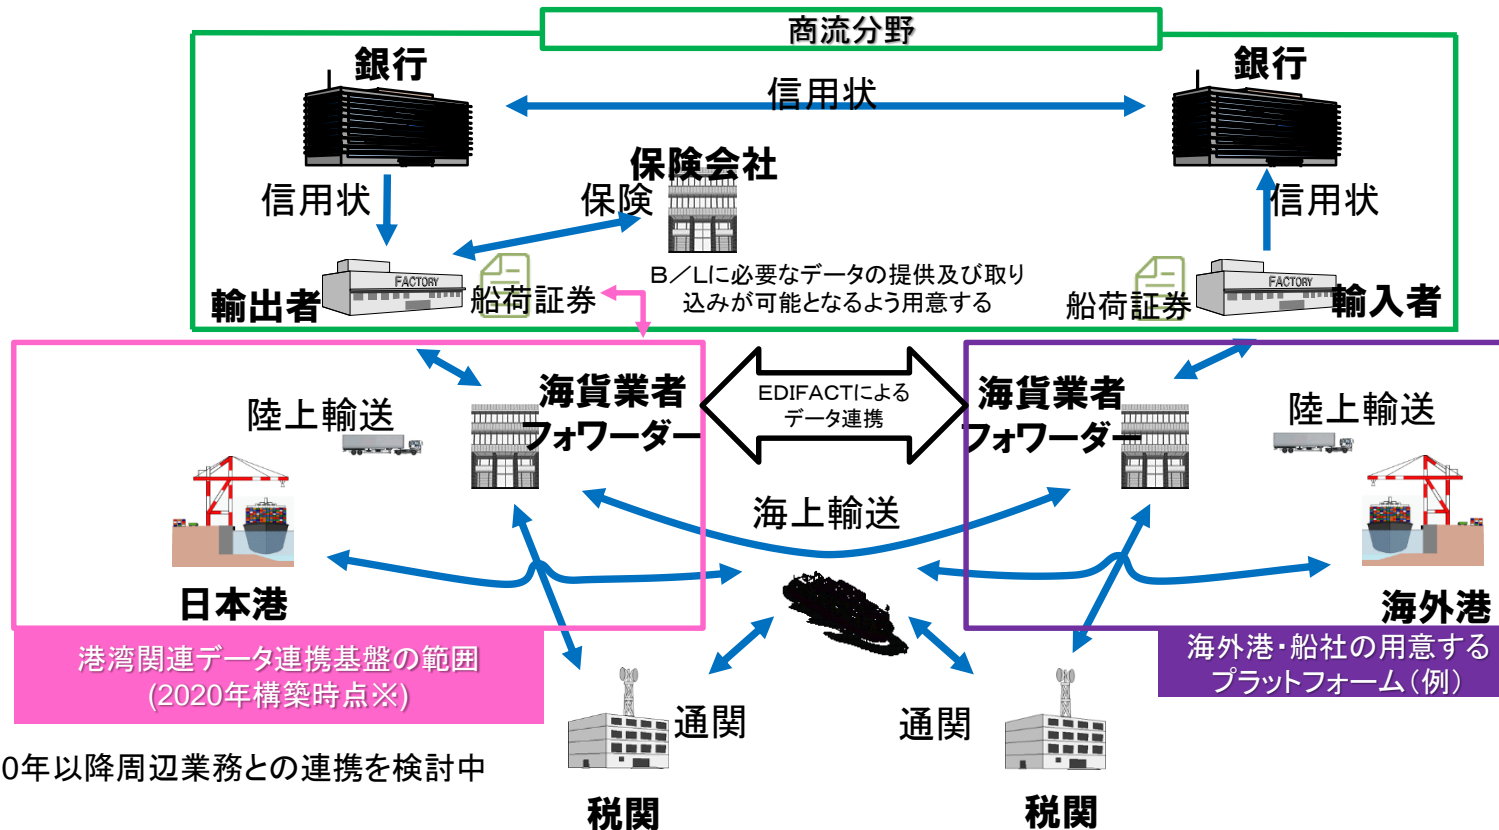 商流分野
銀行
銀行
信用状
保険会社
信用状
保険
信用状
FACTORY
FACTORY
B/Lに必要なデータの提供及び取り
込みが可能となるよう用意する
輸出者
船荷証券
船荷証券
輸入者
海貨業者
フォワーダー
EDIFACTによる
データ連携
海貨業者
フォワーダー
陸上輸送
陸上輸送
海上輸送
日本港
海外港
港湾関連データ連携基盤の範囲
(2020年構築時点※)
海外港・船社の用意する
プラットフォーム(例)
通関
通関
0年以降周辺業務との連携を検討中
税関
税関